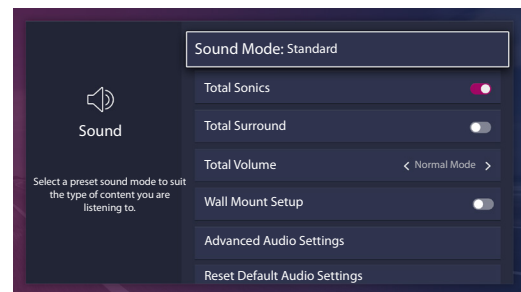 Sound
Select a preset sound mode to suit
the type of content you are
listening to.
Sound Mode: Standard
Total Sonics
Total Surround
Total Volume
Normal Mode
Wall Mount Setup
Advanced Audio Settings
Reset Default Audio Settings